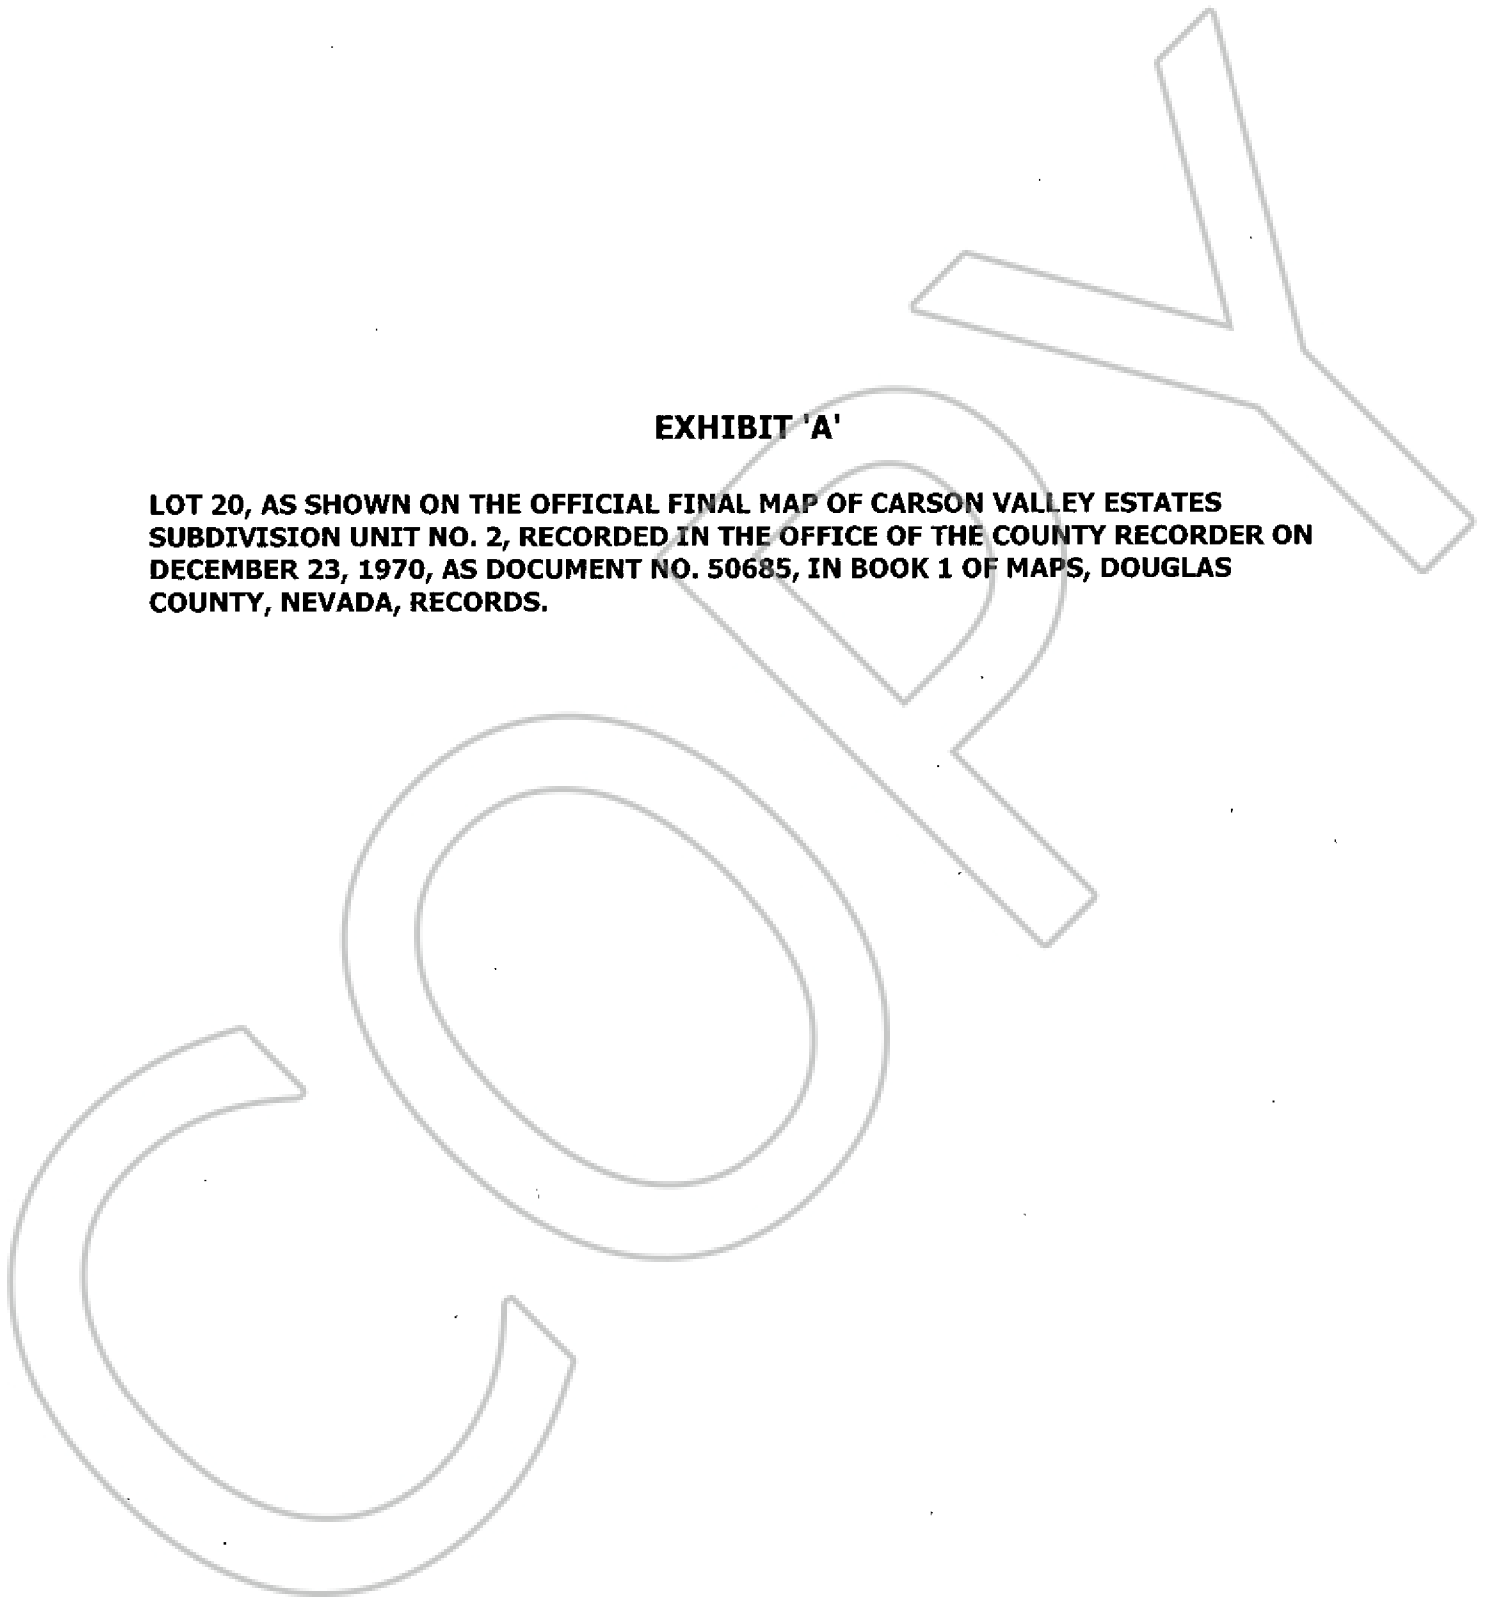 EXHIBIT 'A'
LOT 20, AS SHOWN ON THE OFFICIAL FINAL MAP OF CARSON VALLEY ESTATES
SUBDIVISION UNIT NO. 2, RECORDED IN THE OFFICE OF THE COUNTY RECORDER ON
DECEMBER 23, 1970, AS DOCUMENT NO. 50685, IN BOOK 1 OF MAPS, DOUGLAS
COUNTY, NEVADA, RECORDS.
COPY